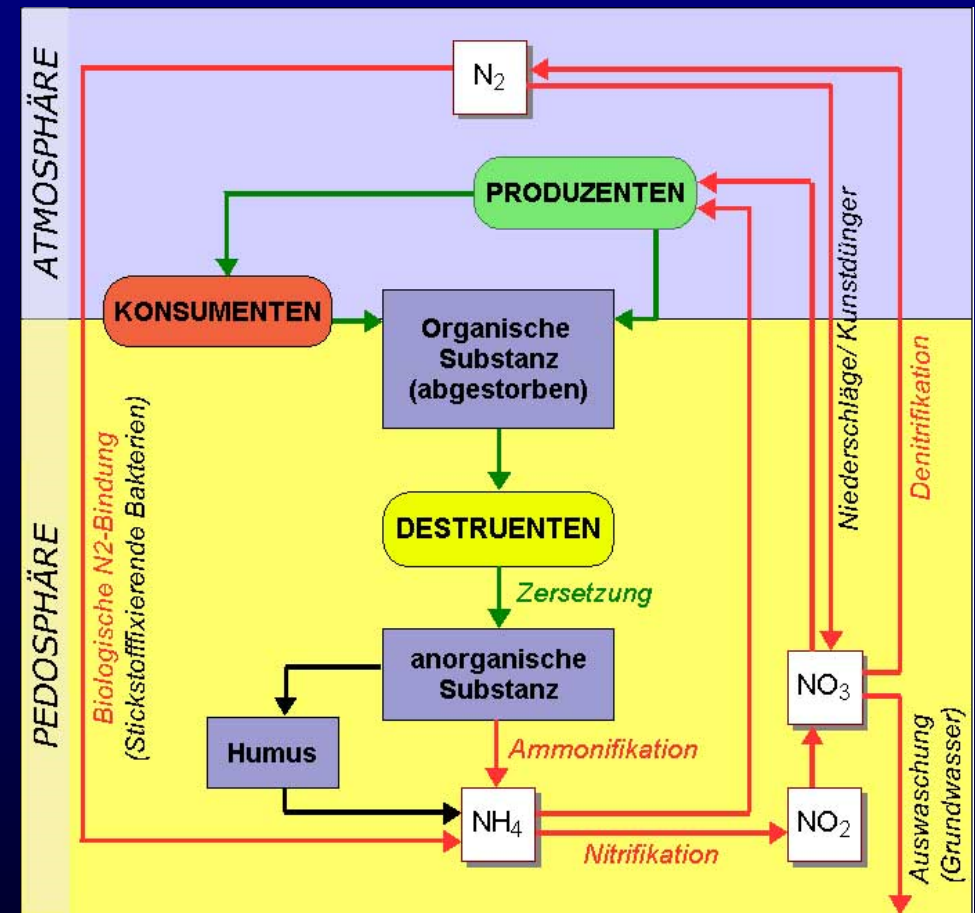 ATMOSPHÄRE
N2
PRODUZENTEN
KONSUMENTEN
Organische
Substanz
(abgestorben)
Niederschläge/ Kunstdünger
Denitrifikation
PEDOSPHÄRE
Biologische N2-Bindung
(Stickstofffixierende Bakterien)
DESTRUENTEN
Zersetzung
anorganische
Substanz
NO3
Humus
Ammonifikation
NH4
Nitrifikation
NO2
Auswaschung
(Grundwasser)